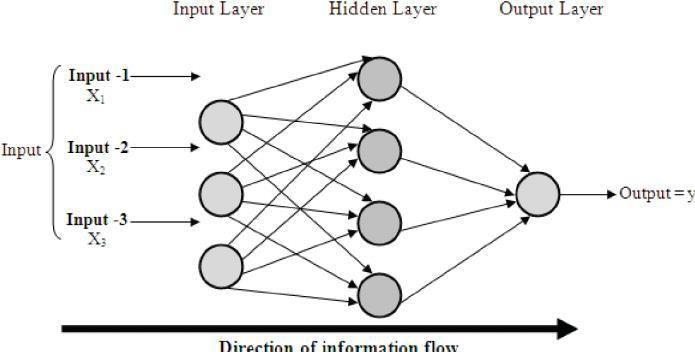 Input Layer
Hidden Layer
Output Layer
Input -1
X₁
Input
Input -2
X₂
Input -3
X₃
Output = y
Direction of information flow